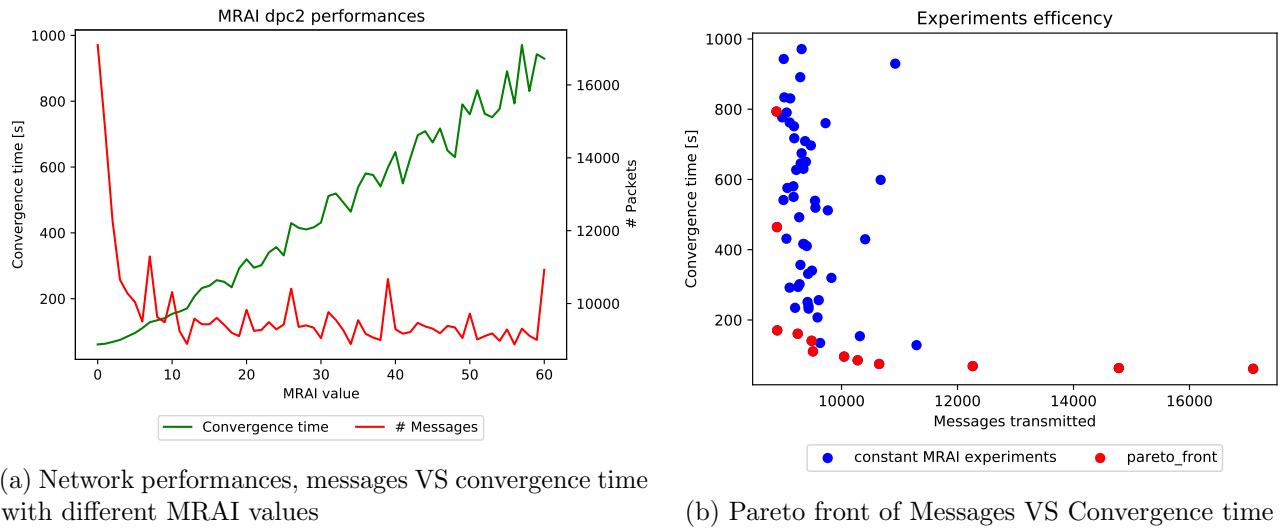 MRAI dpc2 performances
1000
800
600
400
200
Convergence time [s]
16000
14000
12000
10000
# Packets
0 10 20 30 40 50 60
MRAI value
Convergence time # Messages
(a) Network performances, messages VS convergence time
with different MRAI values
Experiments efficency
1000
800
600
400
200
Convergence time [s]
10000 12000 14000 16000
Messages transmitted
constant MRAI experiments pareto_front
(b) Pareto front of Messages VS Convergence time